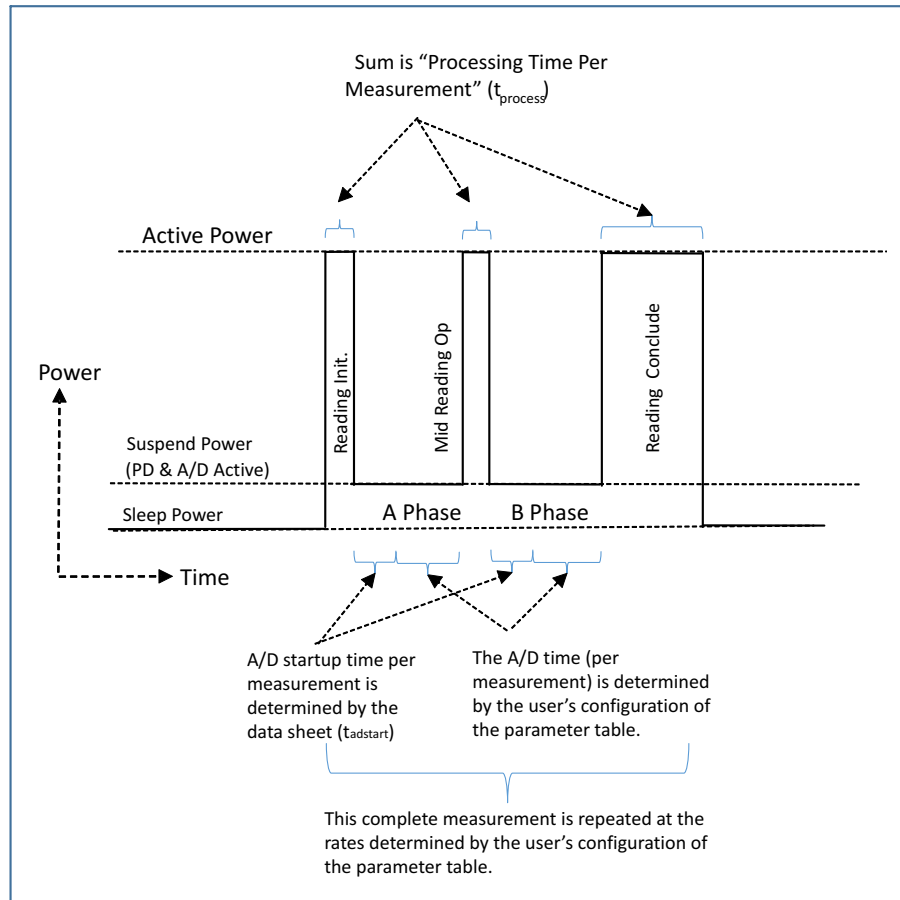 Sum is “Processing Time Per
Measurement” (tprocess)
Active Power
Reading Init.
Mid Reading Op
Reading Conclude
Power
Suspend Power
(PD & A/D Active)
Sleep Power
A Phase
B Phase
Time
A/D startup time per
measurement is
determined by the
data sheet (tadstart)
The A/D time (per
measurement) is determined
by the user’s configuration of
the parameter table.
This complete measurement is repeated at the
rates determined by the user’s configuration of
the parameter table.